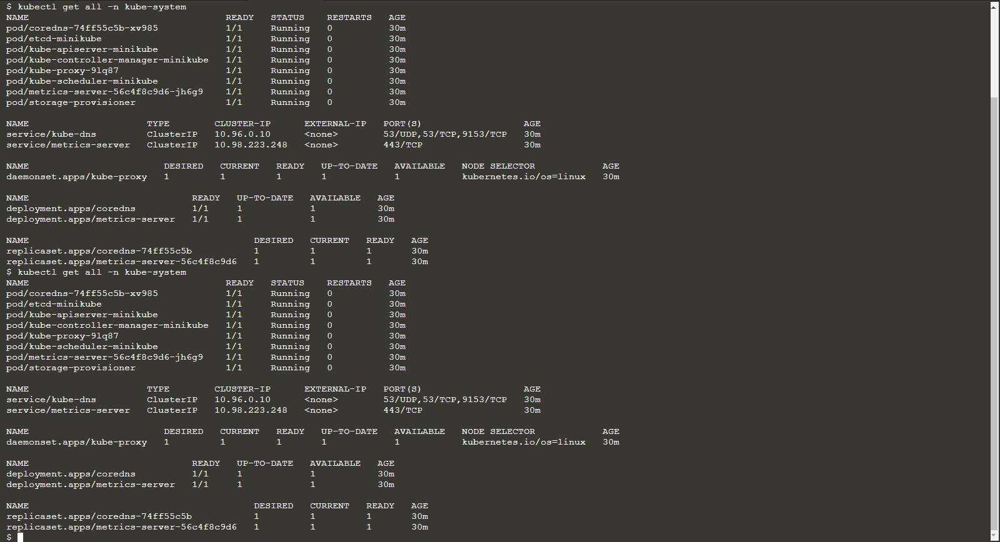 $ kubectl get all -n kube-system
NAME                                   READY   STATUS    RESTARTS   AGE
pod/coredns-74ff55c5b-xv985            1/1     Running   0          30m
pod/etcd-minikube                      1/1     Running   0          30m
pod/kube-apiserver-minikube            1/1     Running   0          30m
pod/kube-controller-manager-minikube   1/1     Running   0          30m
pod/kube-proxy-9lq87                   1/1     Running   0          30m
pod/kube-scheduler-minikube            1/1     Running   0          30m
pod/metrics-server-56c4f8c9d6-jh6g9    1/1     Running   0          30m
pod/storage-provisioner                1/1     Running   0          30m

NAME                     TYPE        CLUSTER-IP      EXTERNAL-IP   PORT(S)                  AGE
service/kube-dns         ClusterIP   10.96.0.10      <none>        53/UDP,53/TCP,9153/TCP   30m
service/metrics-server   ClusterIP   10.98.223.248   <none>        443/TCP                  30m

NAME                        DESIRED   CURRENT   READY   UP-TO-DATE   AVAILABLE   NODE SELECTOR            AGE
daemonset.apps/kube-proxy   1         1         1       1            1           kubernetes.io/os=linux   30m

NAME                             READY   UP-TO-DATE   AVAILABLE   AGE
deployment.apps/coredns          1/1     1            1           30m
deployment.apps/metrics-server   1/1     1            1           30m

NAME                                        DESIRED   CURRENT   READY   AGE
replicaset.apps/coredns-74ff55c5b           1         1         1       30m
replicaset.apps/metrics-server-56c4f8c9d6   1         1         1       30m
$ kubectl get all -n kube-system
NAME                                   READY   STATUS    RESTARTS   AGE
pod/coredns-74ff55c5b-xv985            1/1     Running   0          30m
pod/etcd-minikube                      1/1     Running   0          30m
pod/kube-apiserver-minikube            1/1     Running   0          30m
pod/kube-controller-manager-minikube   1/1     Running   0          30m
pod/kube-proxy-9lq87                   1/1     Running   0          30m
pod/kube-scheduler-minikube            1/1     Running   0          30m
pod/metrics-server-56c4f8c9d6-jh6g9    1/1     Running   0          30m
pod/storage-provisioner                1/1     Running   0          30m

NAME                     TYPE        CLUSTER-IP      EXTERNAL-IP   PORT(S)                  AGE
service/kube-dns         ClusterIP   10.96.0.10      <none>        53/UDP,53/TCP,9153/TCP   30m
service/metrics-server   ClusterIP   10.98.223.248   <none>        443/TCP                  30m

NAME                        DESIRED   CURRENT   READY   UP-TO-DATE   AVAILABLE   NODE SELECTOR            AGE
daemonset.apps/kube-proxy   1         1         1       1            1           kubernetes.io/os=linux   30m

NAME                             READY   UP-TO-DATE   AVAILABLE   AGE
deployment.apps/coredns          1/1     1            1           30m
deployment.apps/metrics-server   1/1     1            1           30m

NAME                                        DESIRED   CURRENT   READY   AGE
replicaset.apps/coredns-74ff55c5b           1         1         1       30m
replicaset.apps/metrics-server-56c4f8c9d6   1         1         1       30m
$